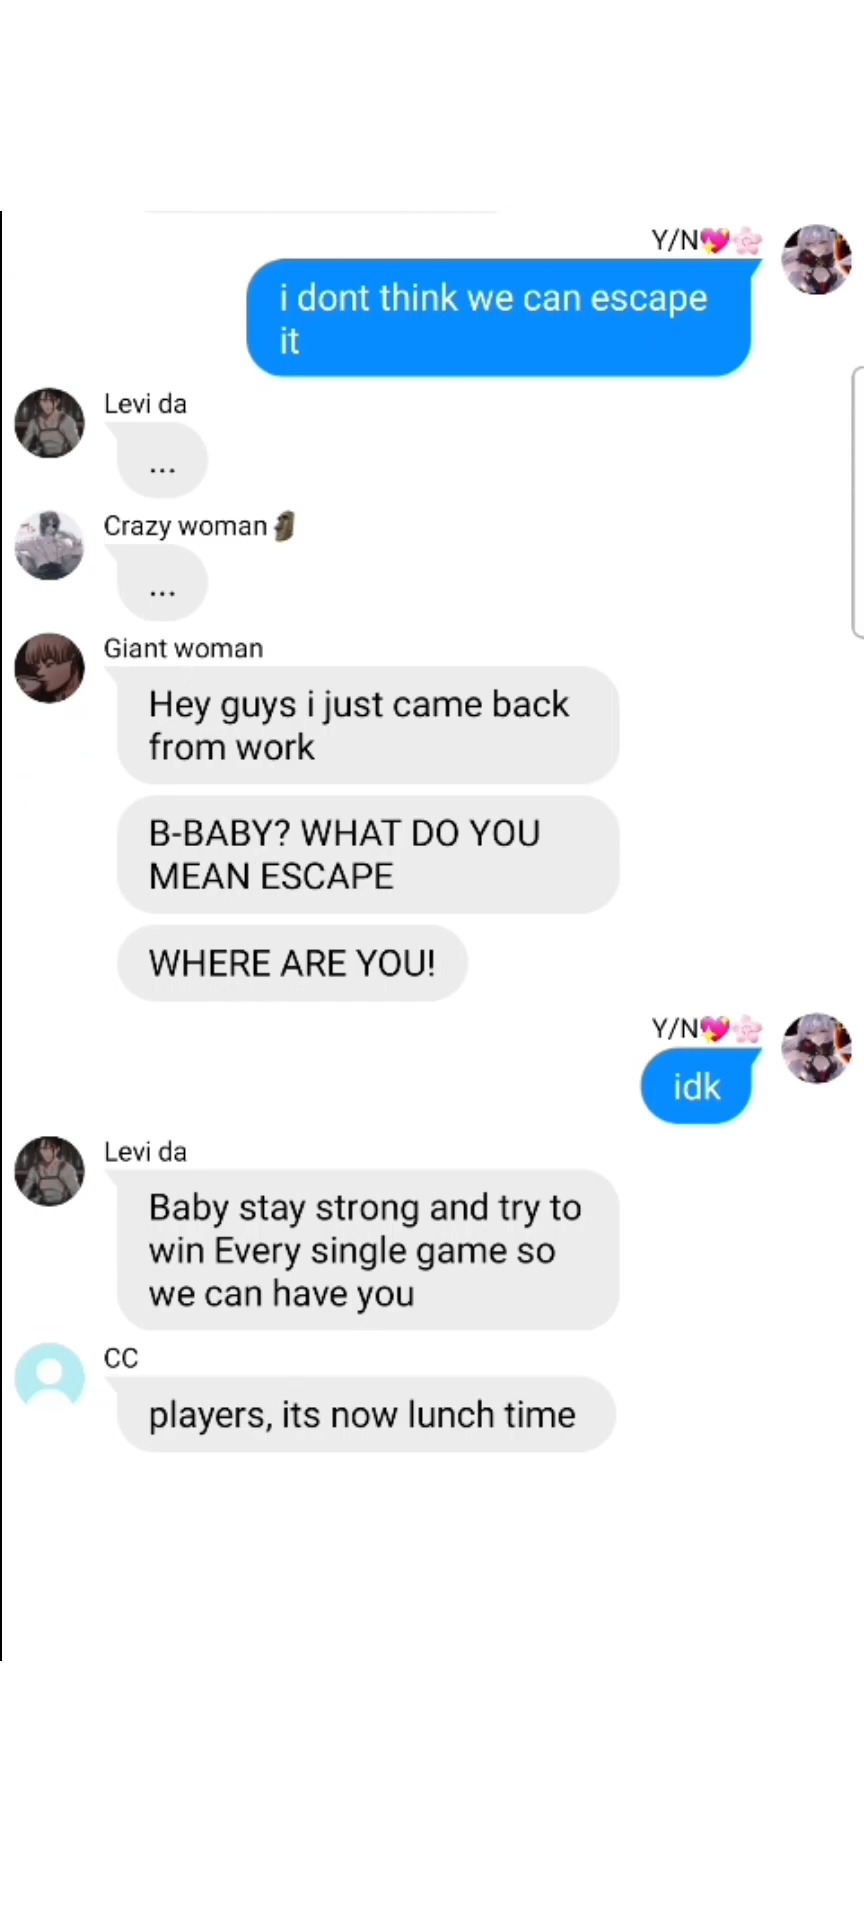 Y/N💖🌸
i dont think we can escape
it
Levi da
...
Crazy woman🗿
...
Giant woman
Hey guys i just came back
from work
B-BABY? WHAT DO YOU
MEAN ESCAPE
WHERE ARE YOU!
Y/N💖🌸
idk
Levi da
Baby stay strong and try to
win Every single game so
we can have you
CC
players, its now lunch time